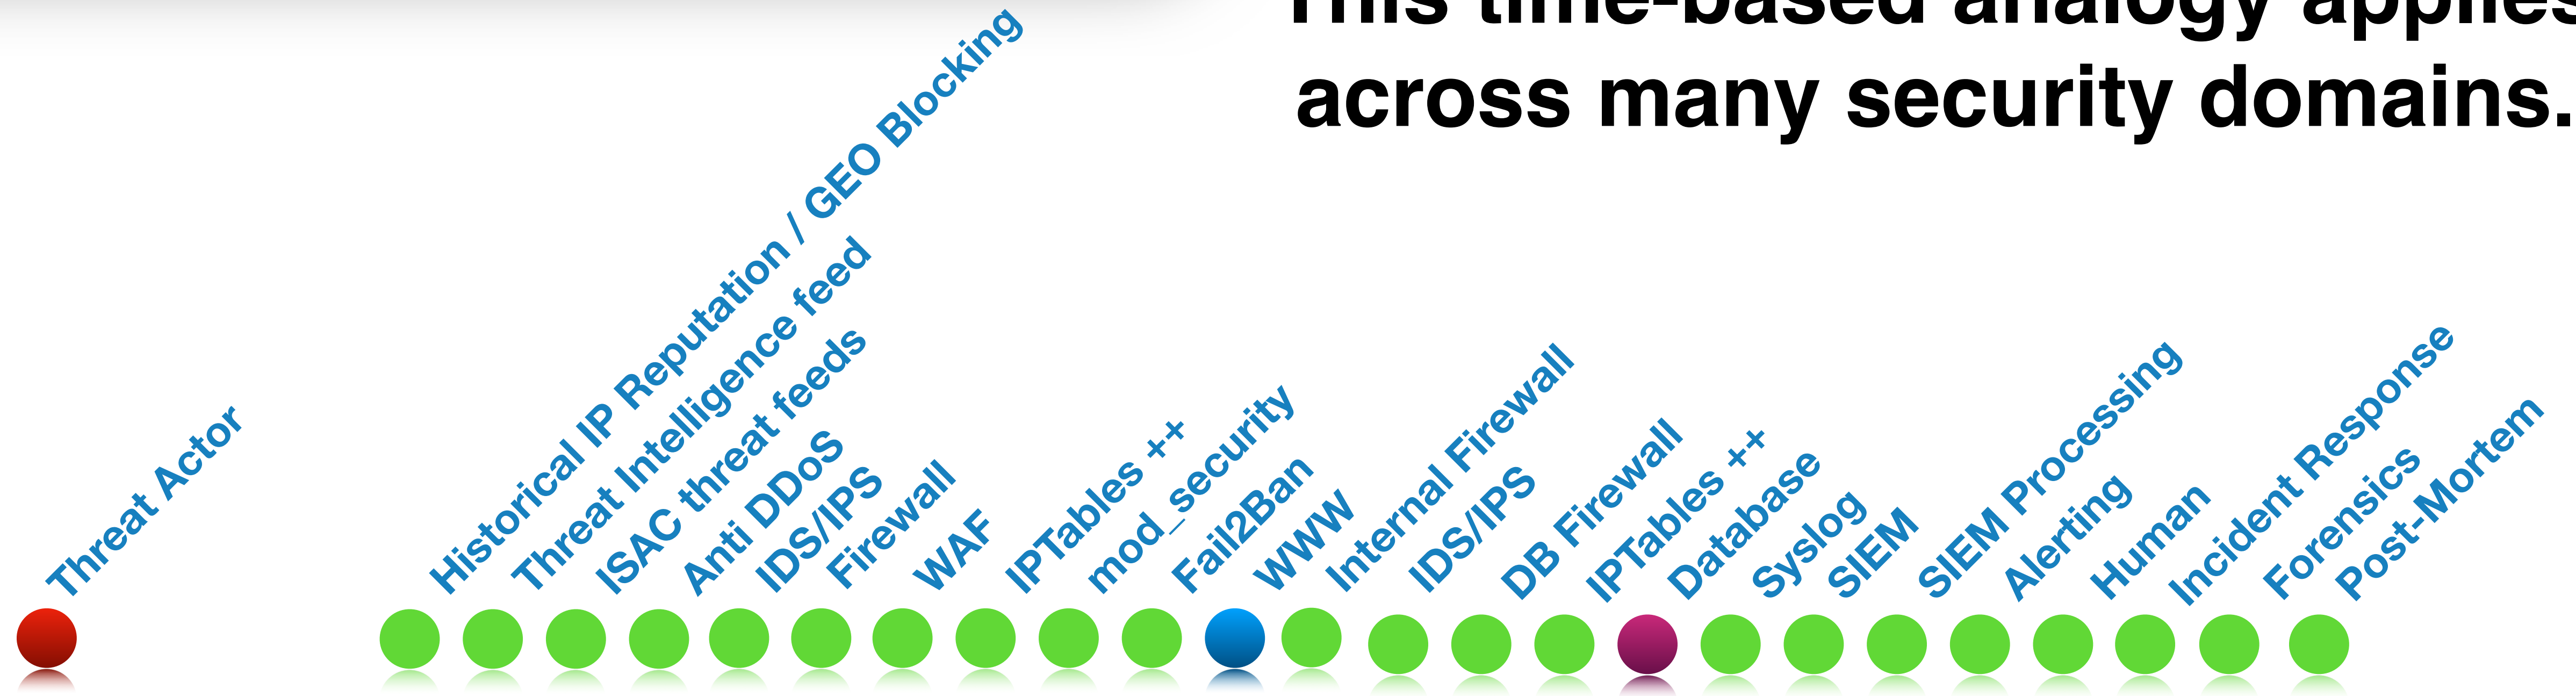 This time-based analogy applies
across many security domains.
Threat Actor
Historical IP Reputation / GEO Blocking
Threat Intelligence feed
ISAC threat feeds
Anti DDoS
IDS/IPS
Firewall
WAF
IPTables ++
mod_security
Fail2Ban
WWW
Internal Firewall
IDS/IPS
DB Firewall
IPTables ++
Database
Syslog
SIEM
SIEM Processing
Alerting
Human
Incident Response
Forensics
Post-Mortem